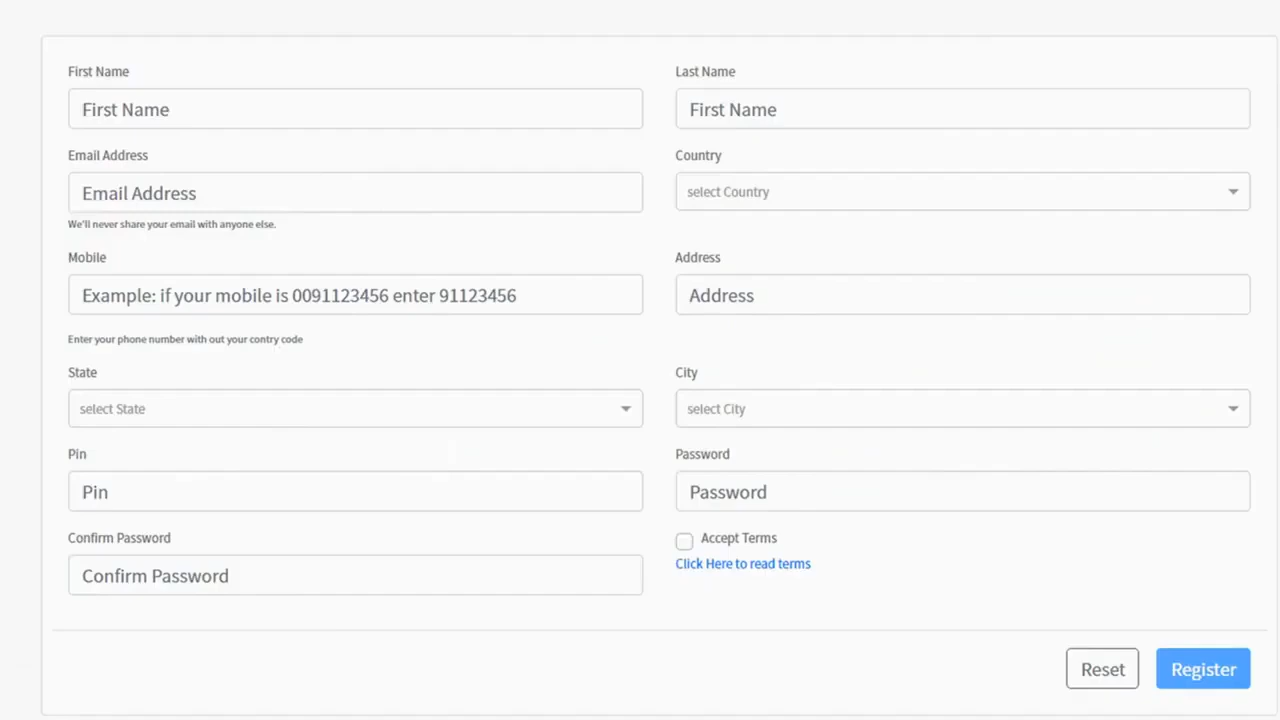 First Name
Last Name
First Name
First Name
Email Address
Country
Email Address
select Country
We'll never share your email with anyone else.
Mobile
Address
Example: if your mobile is 0091123456 enter 91123456
Address
Enter your phone number with out your contry code
State
City
select State
select City
Pin
Password
Pin
Password
Confirm Password
Accept Terms
Click Here to read terms
Confirm Password
Reset
Register